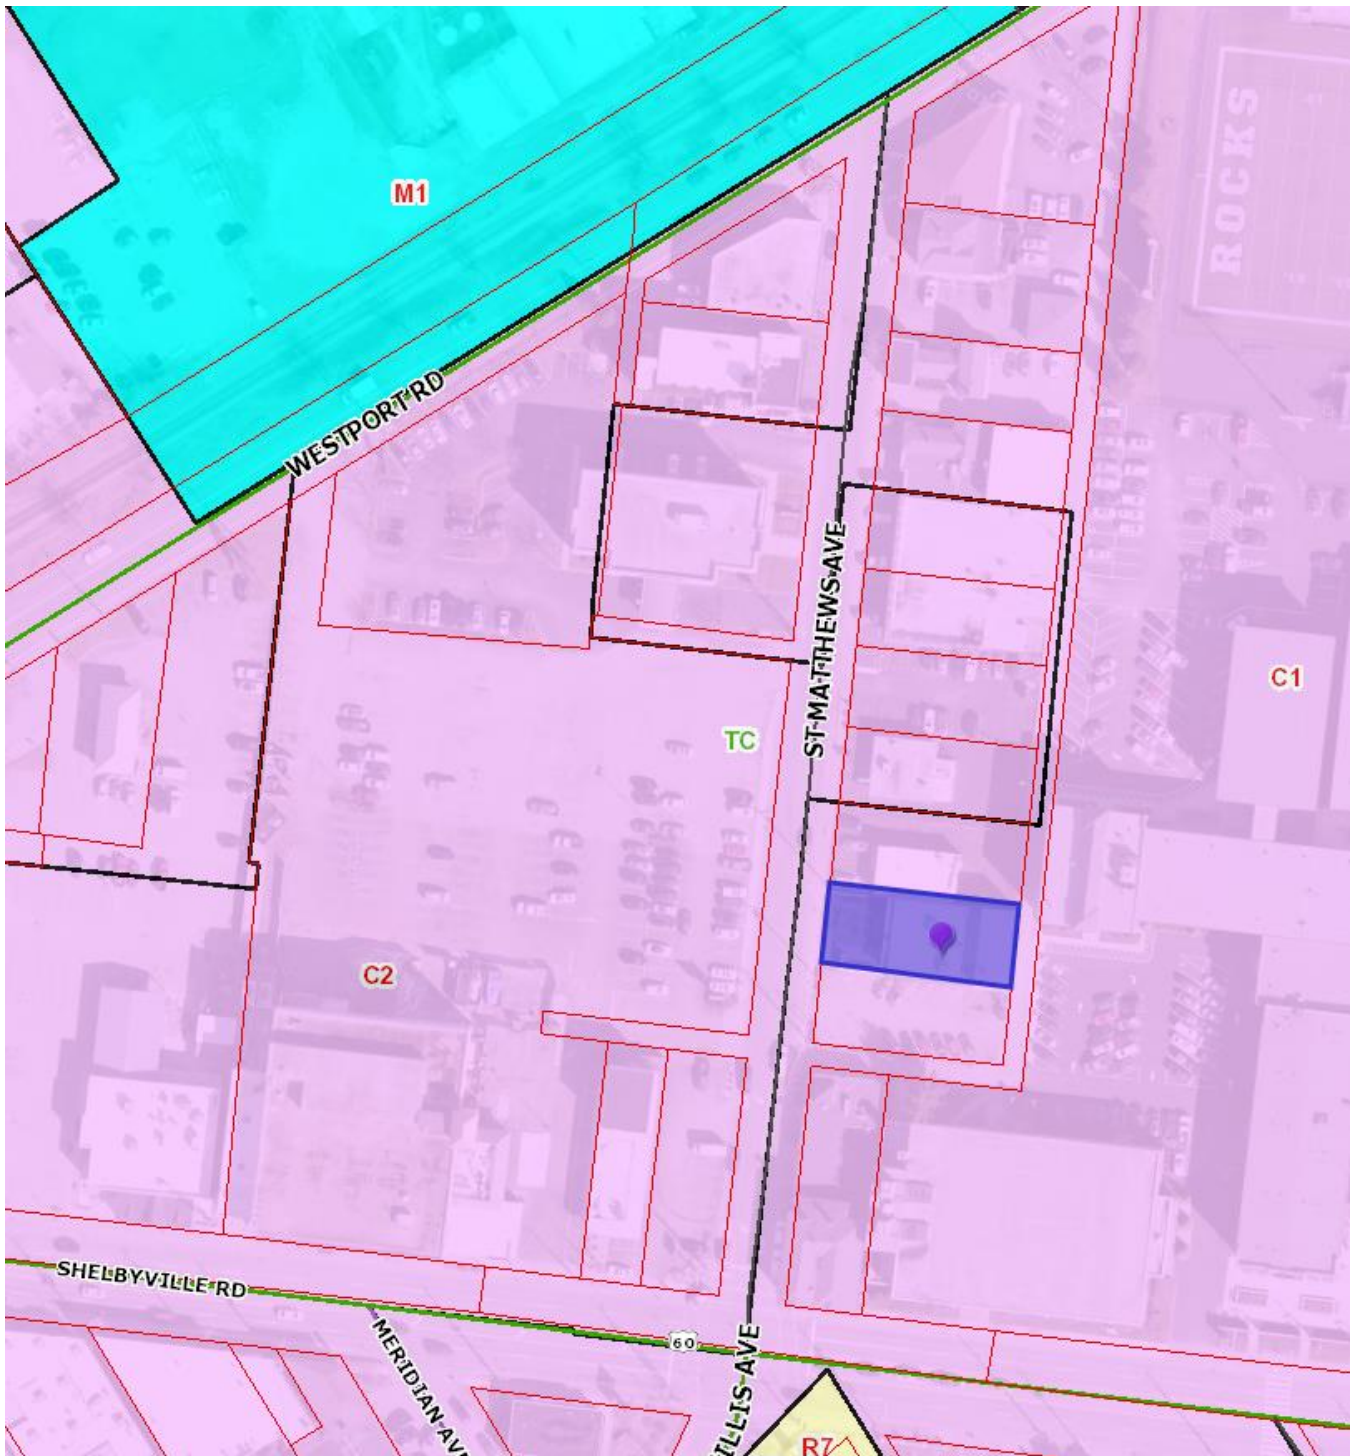 ROCKS
M1
WESTPORT RD
ST MATTHEWS AVE
C1
TC
C2
SHELBYVILLE RD
60
MERIDIAN AVE
ILLIS AVE
R7